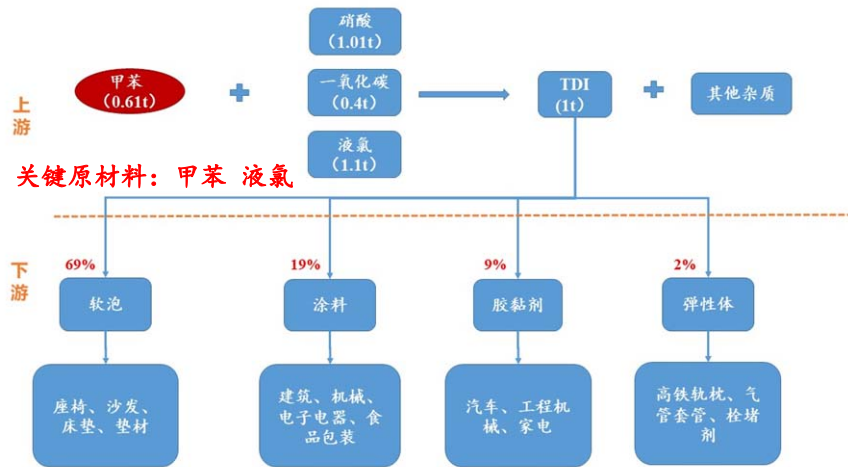 硝酸
（1.01t）
甲苯
（0.61t）
一氧化碳
（0.4t）
TDI
(1t)
其他杂质
液氯
（1.1t）
上
游
关键原材料：甲苯 液氯
下
游
69%
19%
9%
2%
软泡
涂料
胶黏剂
弹性体
座椅、沙发、
床垫、垫材
建筑、机械、
电子电器、食
品包装
汽车、工程机
械、家电
高铁轨枕、气
管套管、栓堵
剂